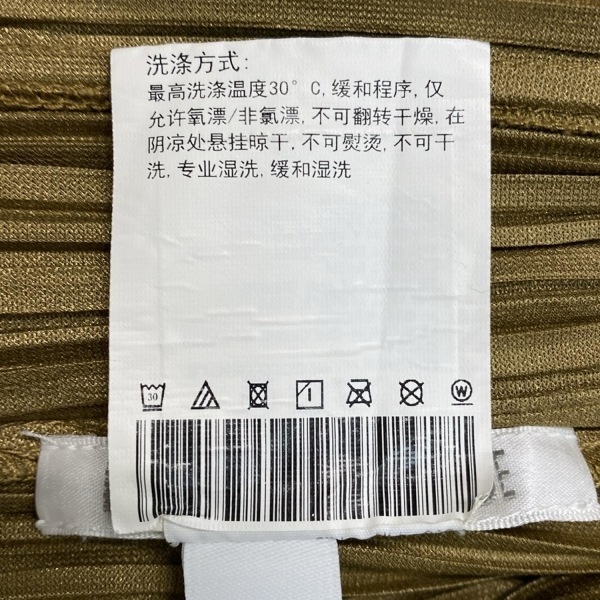 洗涤方式:
最高洗涤温度30°C,缓和程序,仅
允许氧漂/非氯漂,不可翻转干燥,在
阴凉处悬挂晾干,不可熨烫,不可干
洗,专业湿洗,缓和湿洗
30
W